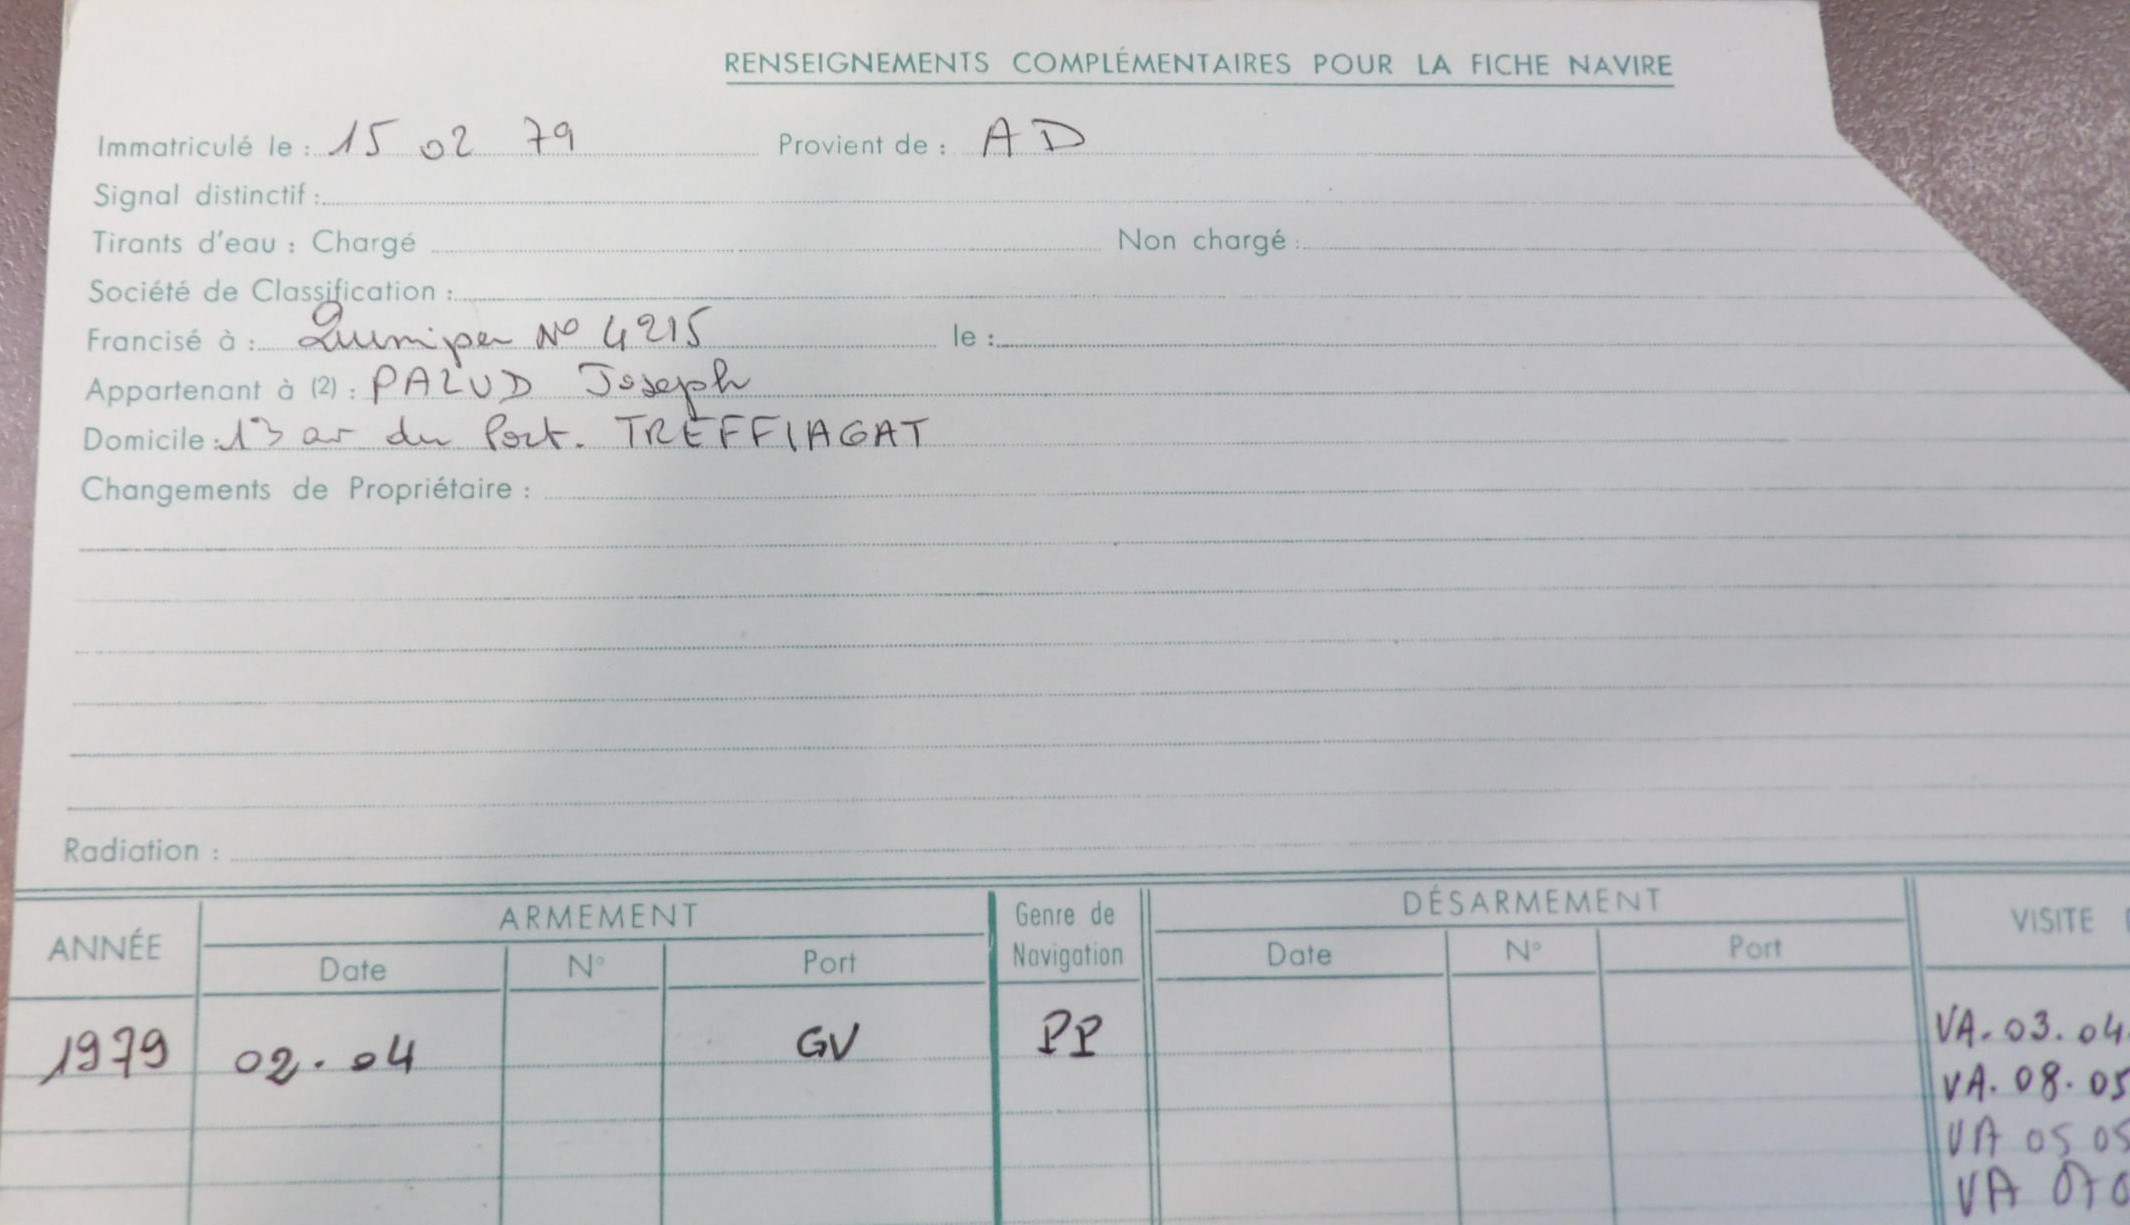 RENSEIGNEMENTS COMPLÉMENTAIRES POUR LA FICHE NAVIRE
Immatriculé le : 15 02 79 Provient de : AD
Signal distinctif :
Tirants d'eau : Chargé Non chargé :
Société de Classification :
Francisé à : Quimper N° 4215 le :
Appartenant à (2) : PALUD Joseph
Domicile : 13 av du Port. TREFFIAGAT
Changements de Propriétaire :
Radiation :
ANNÉE ARMEMENT Genre de Navigation DÉSARMEMENT VISITE
Date N° Port Date N° Port
1979 02.04 GV PP VA. 03. 04.
VA. 08. 05
VA 05 05
VA